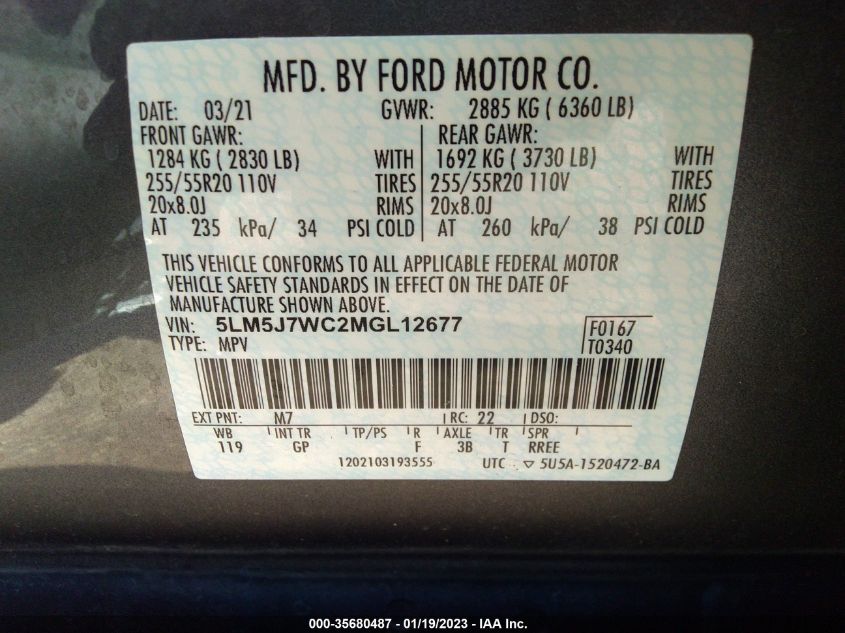 MFD. BY FORD MOTOR CO.
DATE: 03/21 GVWR: 2885 KG ( 6360 LB)
FRONT GAWR: REAR GAWR:
1284 KG ( 2830 LB) WITH 1692 KG ( 3730 LB) WITH
255/55R20 110V TIRES 255/55R20 110V TIRES
20x8.0J RIMS 20x8.0J RIMS
AT 235 kPa/ 34 PSI COLD AT 260 kPa/ 38 PSI COLD
THIS VEHICLE CONFORMS TO ALL APPLICABLE FEDERAL MOTOR
VEHICLE SAFETY STANDARDS IN EFFECT ON THE DATE OF
MANUFACTURE SHOWN ABOVE.
VIN: 5LM5J7WC2MGL12677 F0167
TYPE: MPV T0340
EXT PNT: M7 RC: 22 DSO:
WB INT TR TP/PS R AXLE TR SPR
119 GP F 3B T RREE
1202103193555 UTC ▽ 5U5A-1520472-BA
000-35680487 - 01/19/2023 - IAA Inc.